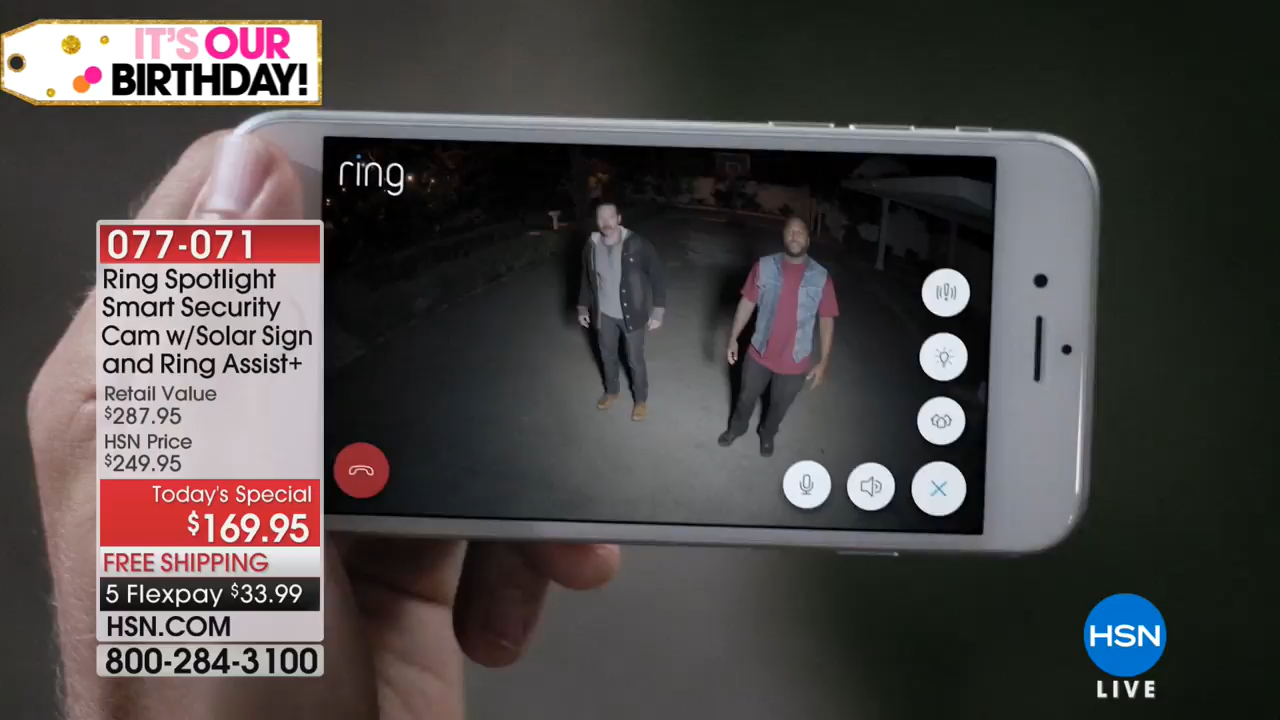 IT'S OUR
BIRTHDAY!
ring
077-071
Ring Spotlight
Smart Security
Cam w/Solar Sign
and Ring Assist+
Retail Value
$287.95
HSN Price
$249.95
Today's Special
$169.95
FREE SHIPPING
5 Flexpay $33.99
HSN.COM
800-284-3100
HSN
LIVE